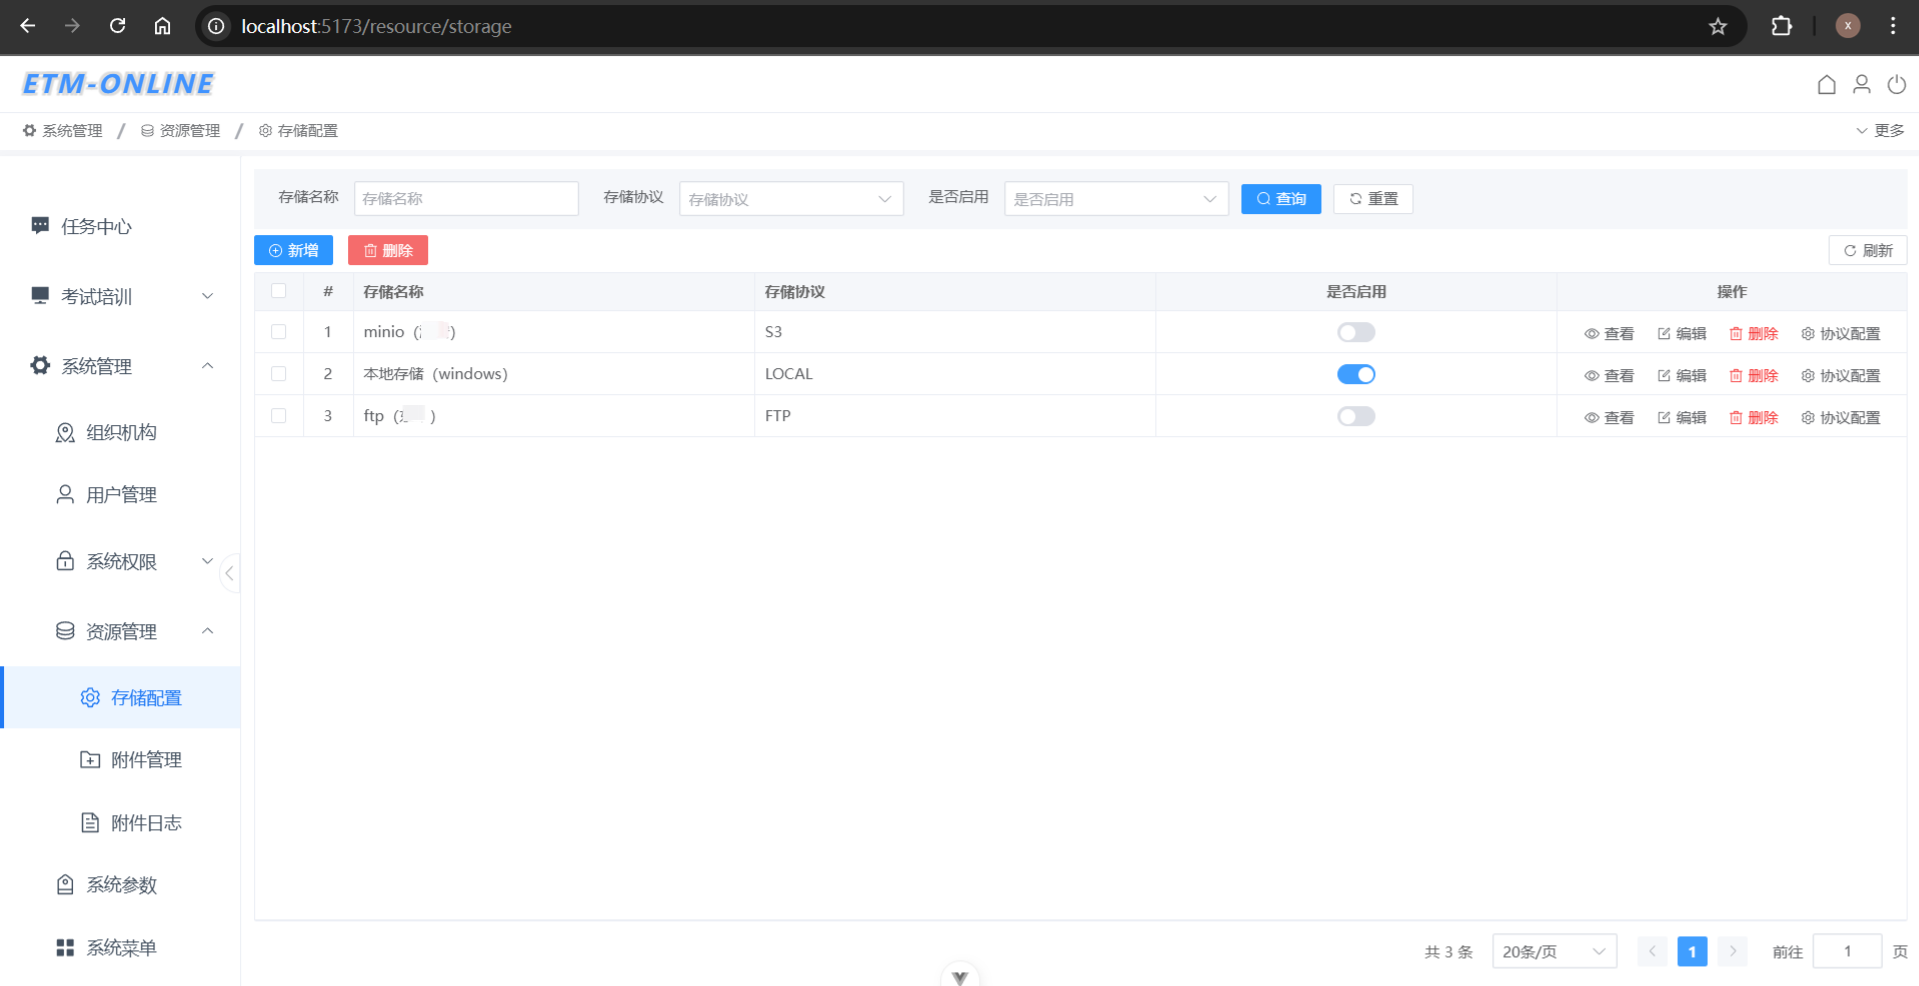 localhost:5173/resource/storage
X
ETM-ONLINE
系统管理 / 资源管理 / 存储配置 更多
任务中心
考试培训
系统管理
组织机构
用户管理
系统权限
资源管理
存储配置
附件管理
附件日志
系统参数
系统菜单
存储名称 存储名称 存储协议 存储协议 是否启用 是否启用 查询 重置
新增 删除 刷新
# 存储名称 存储协议 是否启用 操作
1 minio ( ) S3 查看 编辑 删除 协议配置
2 本地存储（windows） LOCAL 查看 编辑 删除 协议配置
3 ftp ( ) FTP 查看 编辑 删除 协议配置
共 3 条 20条/页 1 前往 1 页